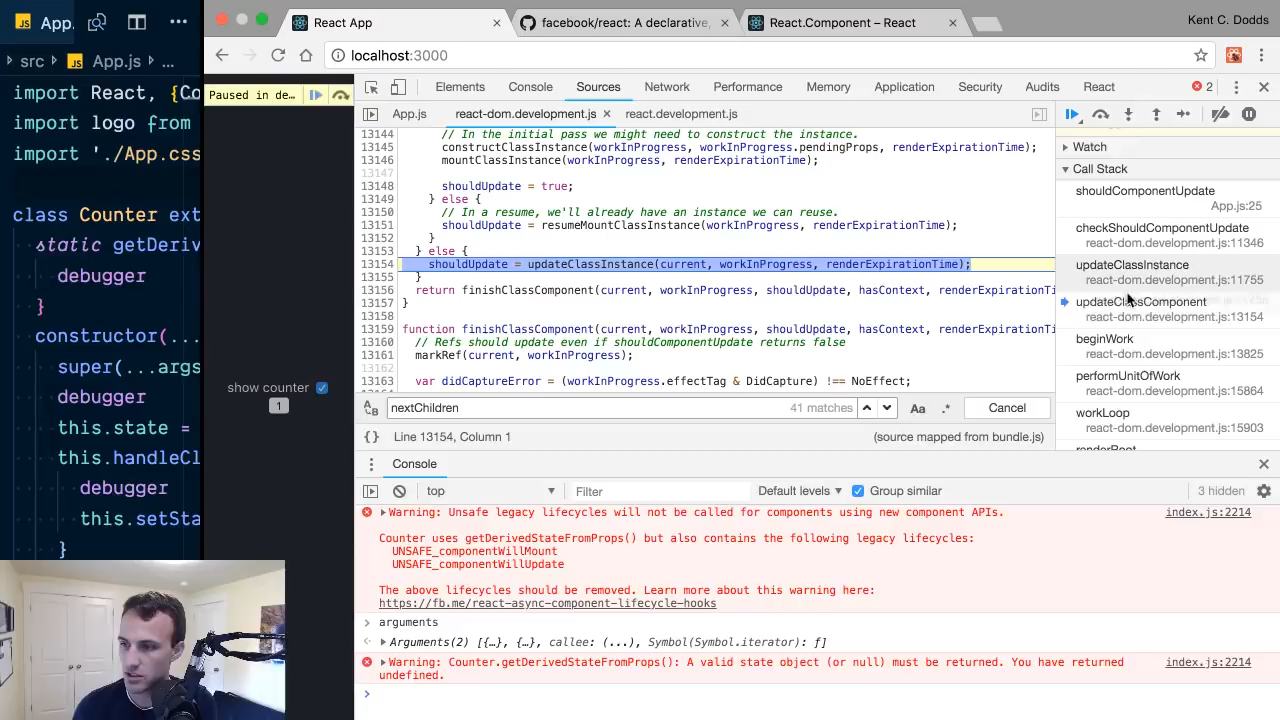 App.
src App.js ...
import React, {Co
import logo from
import './App.css
class Counter ext
static getDeriv
debugger
}
constructor(...
super(...args
debugger
this.state =
this.handleCl
debugger
this.setSta
}
React App
facebook/react: A declarative,
React.Component – React
Kent C. Dodds
localhost:3000
Paused in de...
show counter
1
Elements Console Sources Network Performance Memory Application Security Audits React 2
App.js react-dom.development.js react.development.js
13144 // In the initial pass we might need to construct the instance.
13145 constructClassInstance(workInProgress, workInProgress.pendingProps, renderExpirationTime);
13146 mountClassInstance(workInProgress, renderExpirationTime);
13147
13148 shouldUpdate = true;
13149 } else {
13150 // In a resume, we'll already have an instance we can reuse.
13151 shouldUpdate = resumeMountClassInstance(workInProgress, renderExpirationTime);
13152 }
13153 } else {
13154 shouldUpdate = updateClassInstance(current, workInProgress, renderExpirationTime);
13155 }
13156 return finishClassComponent(current, workInProgress, shouldUpdate, hasContext, renderExpirationTi
13157 }
13158
13159 function finishClassComponent(current, workInProgress, shouldUpdate, hasContext, renderExpirationT
13160 // Refs should update even if shouldComponentUpdate returns false
13161 markRef(current, workInProgress);
13162
13163 var didCaptureError = (workInProgress.effectTag & DidCapture) !== NoEffect;
nextChildren 41 matches Aa .* Cancel
{} Line 13154, Column 1 (source mapped from bundle.js)
Watch
Call Stack
shouldComponentUpdate
App.js:25
checkShouldComponentUpdate
react-dom.development.js:11346
updateClassInstance
react-dom.development.js:11755
updateClassComponent
react-dom.development.js:13154
beginWork
react-dom.development.js:13825
performUnitOfWork
react-dom.development.js:15864
workLoop
react-dom.development.js:15903
renderRoot
Console
top Filter Default levels Group similar 3 hidden
Warning: Unsafe legacy lifecycles will not be called for components using new component APIs. index.js:2214
Counter uses getDerivedStateFromProps() but also contains the following legacy lifecycles:
UNSAFE_componentWillMount
UNSAFE_componentWillUpdate
The above lifecycles should be removed. Learn more about this warning here:
https://fb.me/react-async-component-lifecycle-hooks
arguments
Arguments(2) [{…}, {…}, callee: (...), Symbol(Symbol.iterator): ƒ]
Warning: Counter.getDerivedStateFromProps(): A valid state object (or null) must be returned. You have returned index.js:2214
undefined.